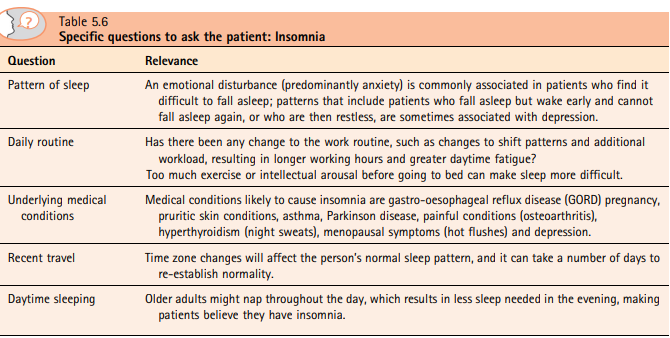 ?
Table 5.6
Specific questions to ask the patient: Insomnia
Question Relevance
Pattern of sleep An emotional disturbance (predominantly anxiety) is commonly associated in patients who find it
difficult to fall asleep; patterns that include patients who fall asleep but wake early and cannot
fall asleep again, or who are then restless, are sometimes associated with depression.
Daily routine Has there been any change to the work routine, such as changes to shift patterns and additional
workload, resulting in longer working hours and greater daytime fatigue?
Too much exercise or intellectual arousal before going to bed can make sleep more difficult.
Underlying medical Medical conditions likely to cause insomnia are gastro-oesophageal reflux disease (GORD) pregnancy,
conditions pruritic skin conditions, asthma, Parkinson disease, painful conditions (osteoarthritis),
hyperthyroidism (night sweats), menopausal symptoms (hot flushes) and depression.
Recent travel Time zone changes will affect the person's normal sleep pattern, and it can take a number of days to
re-establish normality.
Daytime sleeping Older adults might nap throughout the day, which results in less sleep needed in the evening, making
patients believe they have insomnia.